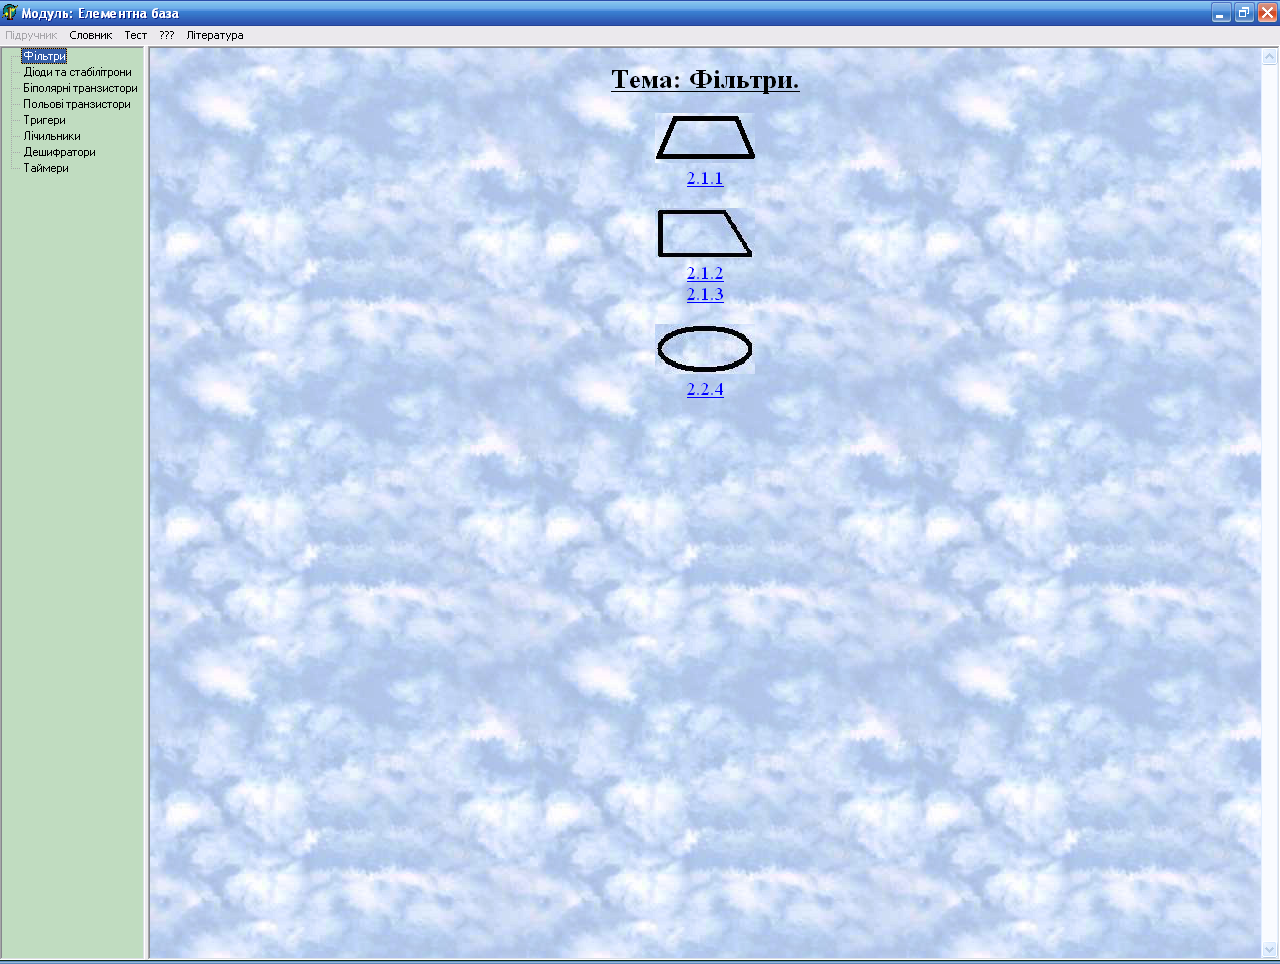 Модуль: Елементна база
Підручник Словник Тест ??? Література
Фільтри
Діоди та стабілітрони
Біполярні транзистори
Польові транзистори
Тригери
Лічильники
Дешифратори
Таймери
Тема: Фільтри.
2.1.1
2.1.2
2.1.3
2.2.4